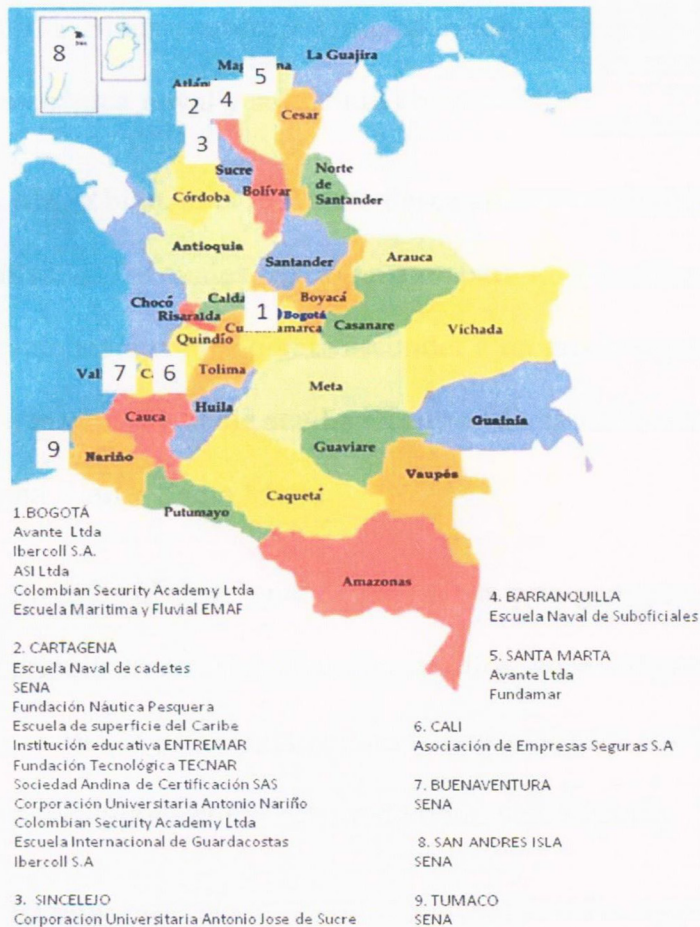 8
La Guajira
5
2
4
Cesar
3
Sucre
Bolívar
Norte
de
Santander
Córdoba
Antioquia
Santander
Arauca
Chocó
Boyacá
1
Bogotá
Risaralda
Casanare
Vichada
Quindío
7
6
Tolima
Meta
Cauca
Huila
Guainía
9
Nariño
Guaviare
Vaupés
Caquetá
Putumayo
Amazonas
1.BOGOTÁ
Avante Ltda
Ibercoll S.A.
ASI Ltda
Colombian Security Academy Ltda
Escuela Maritima y Fluvial EMAF
2. CARTAGENA
Escuela Naval de cadetes
SENA
Fundación Náutica Pesquera
Escuela de superficie del Caribe
Institución educativa ENTREMAR
Fundación Tecnológica TECNAR
Sociedad Andina de Certificación SAS
Corporación Universitaria Antonio Nariño
Colombian Security Academy Ltda
Escuela Internacional de Guardacostas
Ibercoll S.A
3. SINCELEJO
Corporacion Universitaria Antonio Jose de Sucre
4. BARRANQUILLA
Escuela Naval de Suboficiales
5. SANTA MARTA
Avante Ltda
Fundamar
6. CALI
Asociación de Empresas Seguras S.A
7. BUENAVENTURA
SENA
8. SAN ANDRES ISLA
SENA
9. TUMACO
SENA